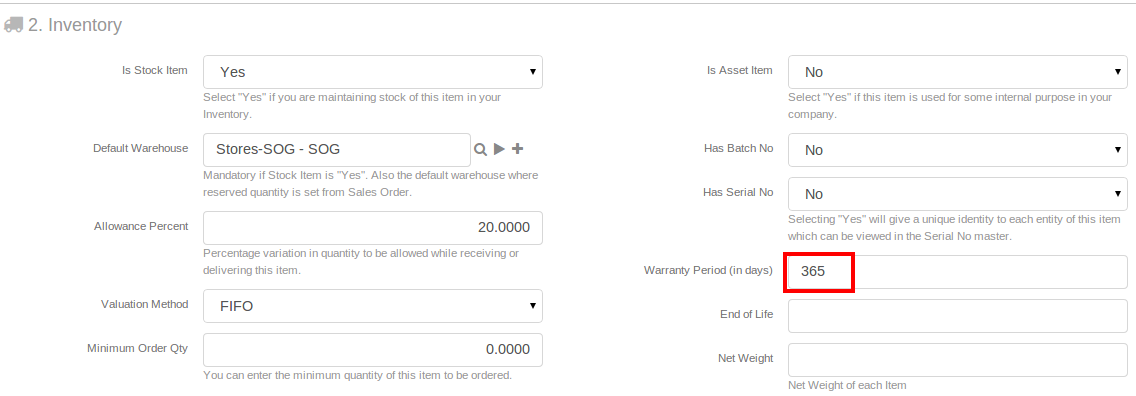 2. Inventory
Is Stock Item
Yes
Select "Yes" if you are maintaining stock of this item in your
Inventory.
Default Warehouse
Stores-SOG - SOG
Mandatory if Stock Item is "Yes". Also the default warehouse where
reserved quantity is set from Sales Order.
Allowance Percent
20.0000
Percentage variation in quantity to be allowed while receiving or
delivering this item.
Valuation Method
FIFO
Minimum Order Qty
0.0000
You can enter the minimum quantity of this item to be ordered.
Is Asset Item
No
Select "Yes" if this item is used for some internal purpose in your
company.
Has Batch No
No
Has Serial No
No
Selecting "Yes" will give a unique identity to each entity of this item
which can be viewed in the Serial No master.
Warranty Period (in days)
365
End of Life
Net Weight
Net Weight of each Item